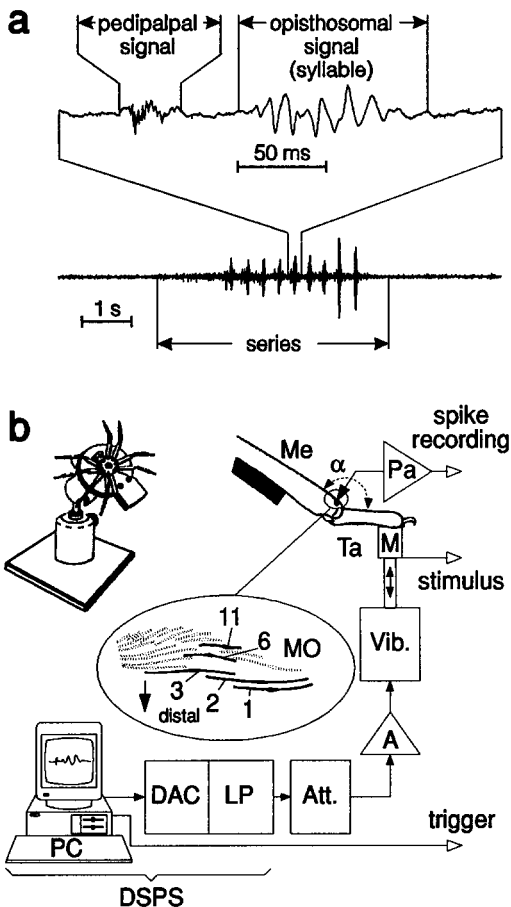 a
pedipalpal
signal
opisthosomal
signal
(syllable)
50 ms
1 s
series
b
spike
recording
Me
α
Pa
Ta
M
stimulus
11
6
MO
3
2
1
distal
Vib.
A
DAC
LP
Att.
PC
trigger
DSPS